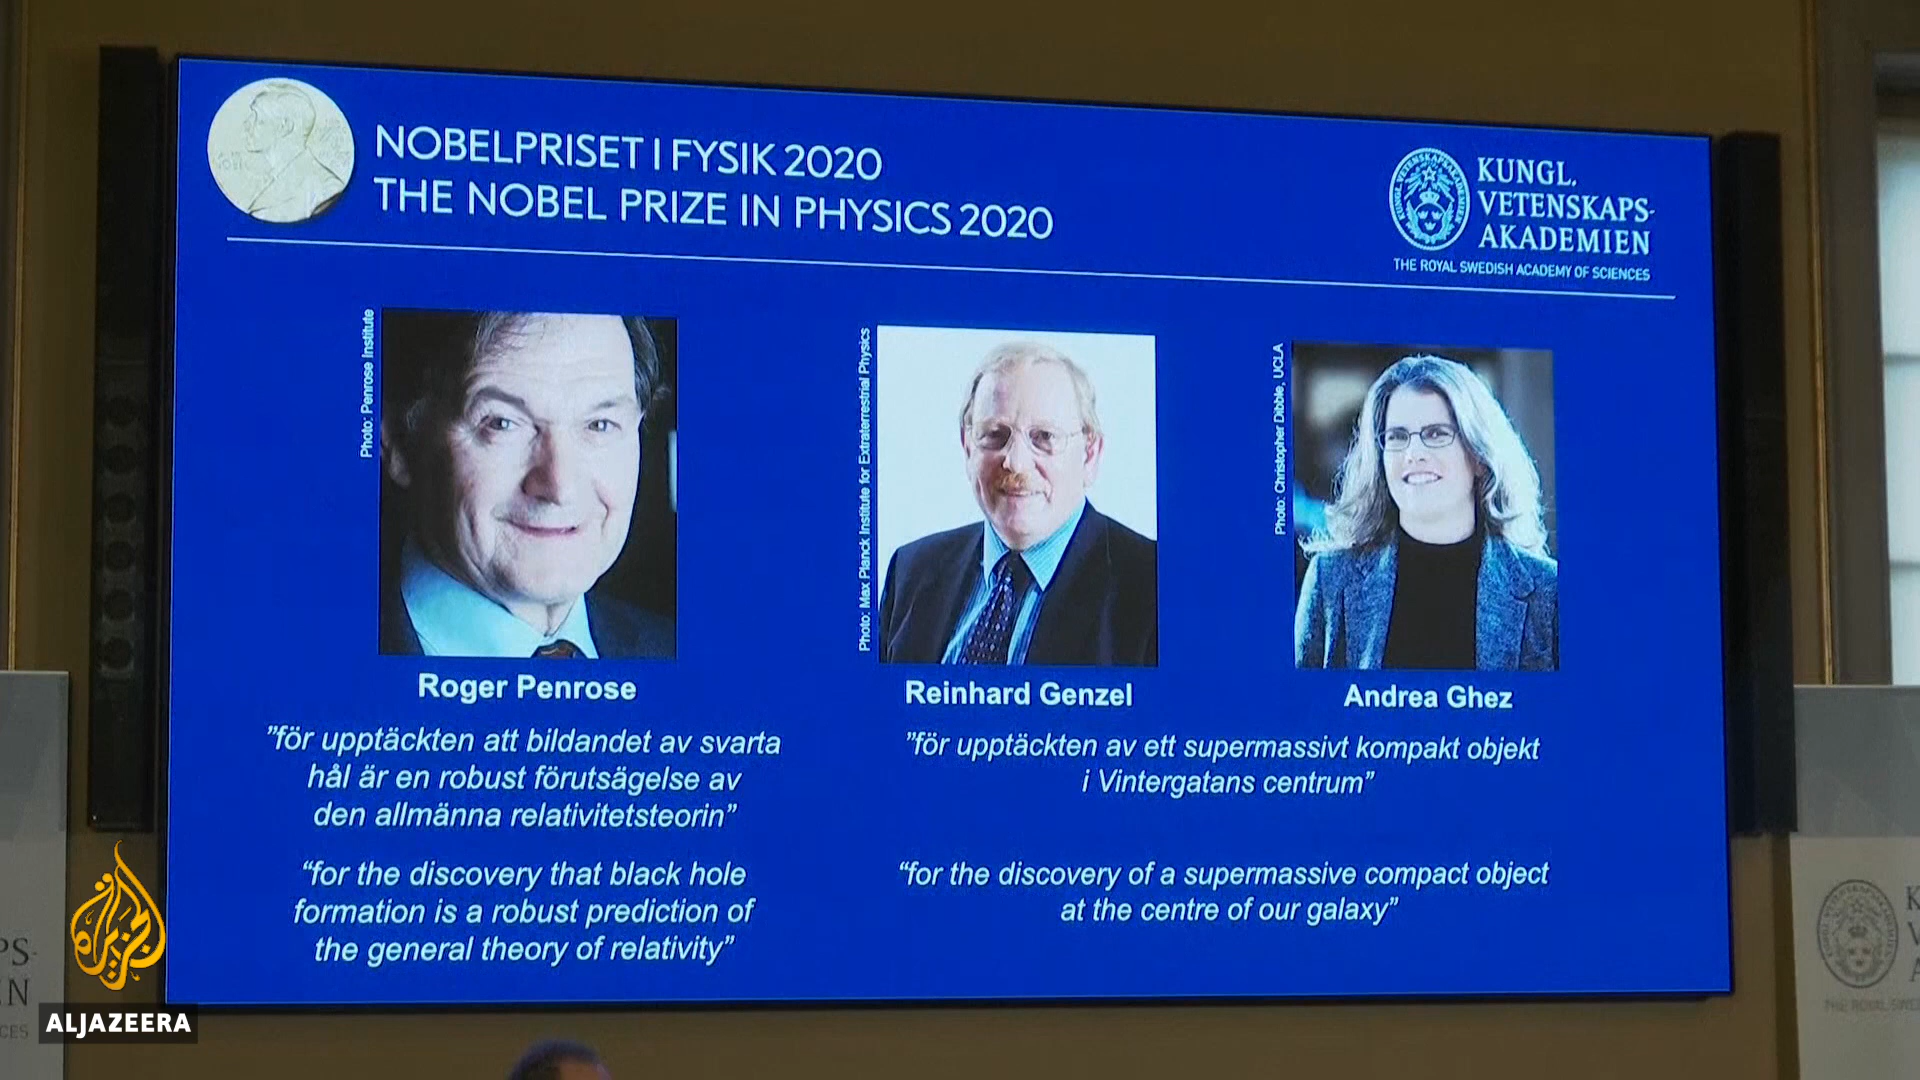 NOBELPRISET I FYSIK 2020
THE NOBEL PRIZE IN PHYSICS 2020
KUNGL.
VETENSKAPS-
AKADEMIEN
THE ROYAL SWEDISH ACADEMY OF SCIENCES
Photo: Penrose Institute
Photo: Max Planck Institute for Extraterrestrial Physics
Photo: Christopher Dibble, UCLA
Roger Penrose
Reinhard Genzel
Andrea Ghez
”för upptäckten att bildandet av svarta
hål är en robust förutsägelse av
den allmänna relativitetsteorin”
”för upptäckten av ett supermassivt kompakt objekt
i Vintergatans centrum”
“for the discovery that black hole
formation is a robust prediction of
the general theory of relativity”
“for the discovery of a supermassive compact object
at the centre of our galaxy”
الجزيرة
ALJAZEERA